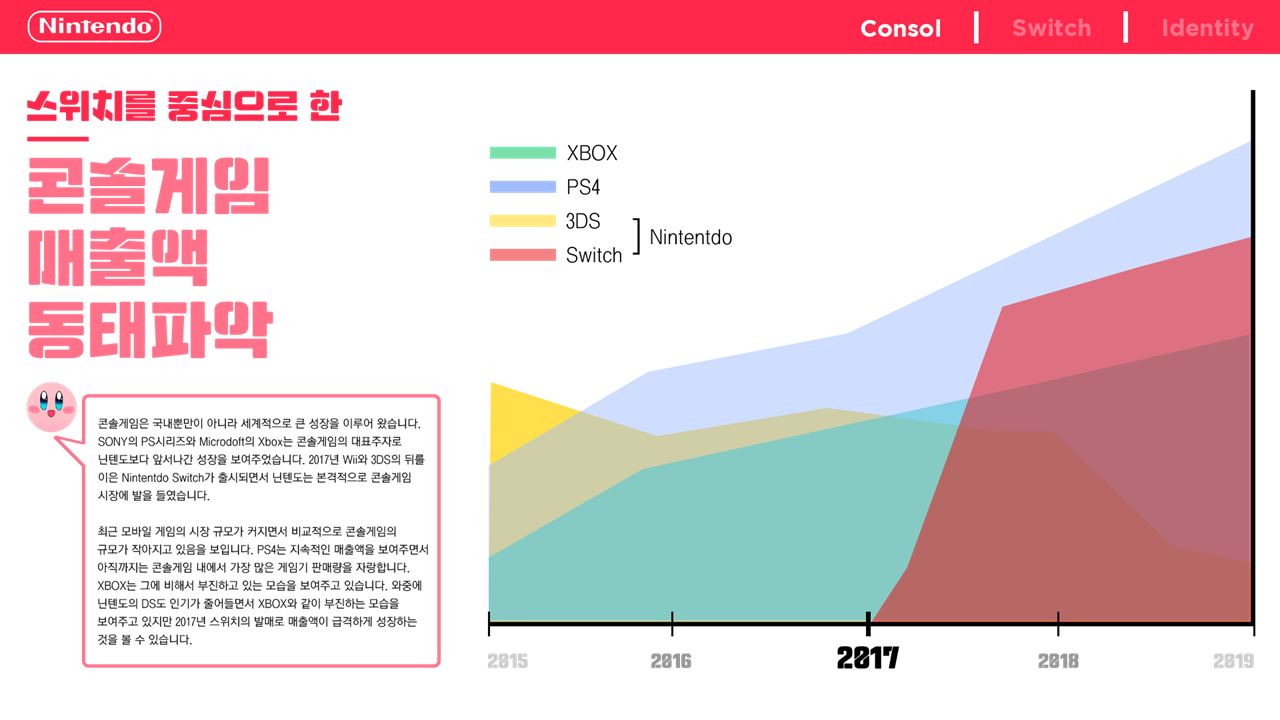 Nintendo
Consol
Switch
Identity
스위치를 중심으로 한
콘솔게임
매출액
동태파악
콘솔게임은 국내뿐만이 아니라 세계적으로 큰 성장을 이루어 왔습니다.
SONY의 PS시리즈와 Microdoft의 Xbox는 콘솔게임의 대표주자로
닌텐도보다 앞서나간 성장을 보여주었습니다. 2017년 Wii와 3DS의 뒤를
이은 Nintentdo Switch가 출시되면서 닌텐도는 본격적으로 콘솔게임
시장에 발을 들였습니다.
최근 모바일 게임의 시장 규모가 커지면서 비교적으로 콘솔게임의
규모가 작아지고 있음을 보입니다. PS4는 지속적인 매출액을 보여주면서
아직까지는 콘솔게임 내에서 가장 많은 게임기 판매량을 자랑합니다.
XBOX는 그에 비해서 부진하고 있는 모습을 보여주고 있습니다. 와중에
닌텐도의 DS도 인기가 줄어들면서 XBOX와 같이 부진하는 모습을
보여주고 있지만 2017년 스위치의 발매로 매출액이 급격하게 성장하는
것을 볼 수 있습니다.
XBOX
PS4
3DS
Switch
Nintentdo
2015
2016
2017
2018
2019